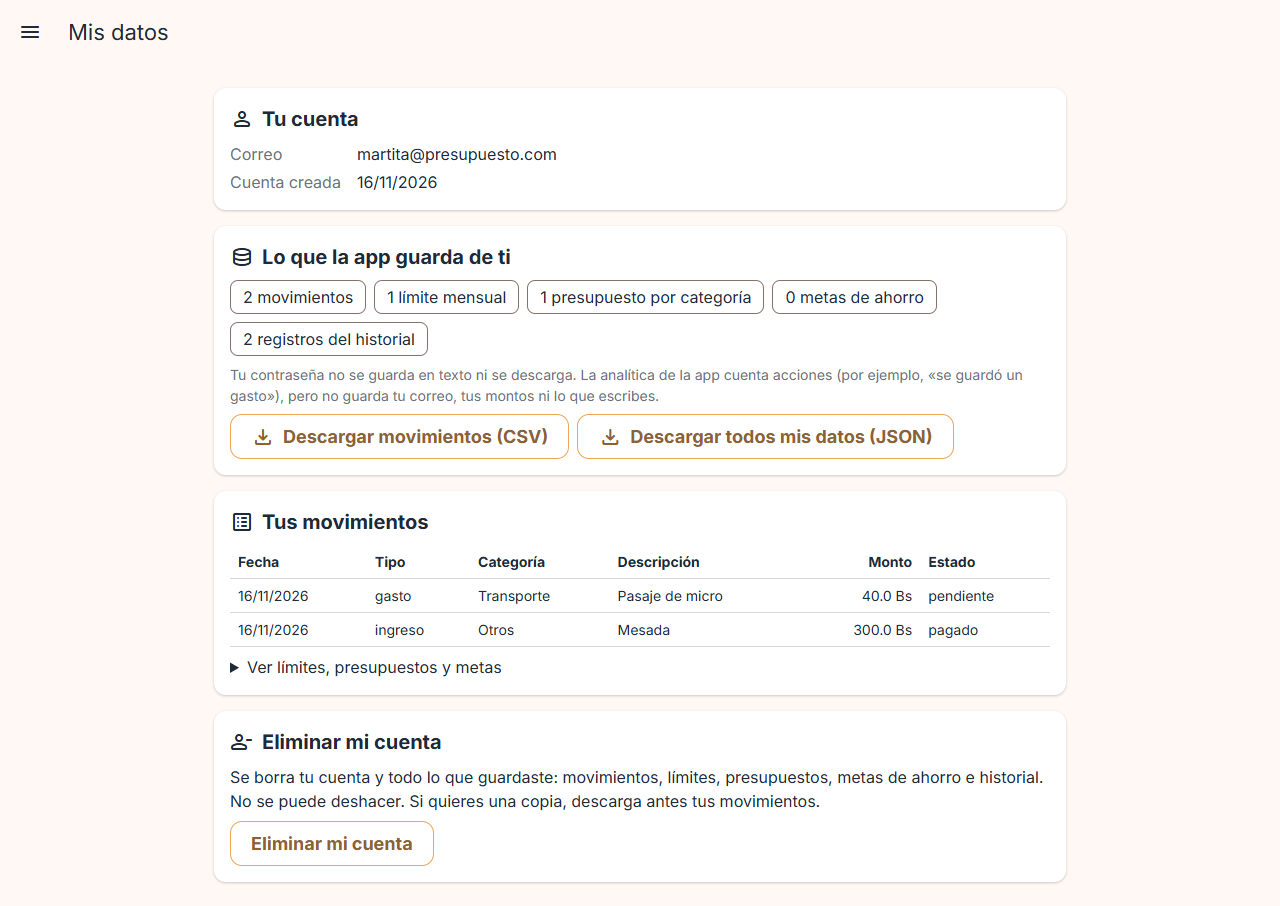 Mis datos
Tu cuenta
Correo martita@presupuesto.com
Cuenta creada 16/11/2026
Lo que la app guarda de ti
2 movimientos 1 límite mensual 1 presupuesto por categoría 0 metas de ahorro
2 registros del historial
Tu contraseña no se guarda en texto ni se descarga. La analítica de la app cuenta acciones (por ejemplo, «se guardó un
gasto»), pero no guarda tu correo, tus montos ni lo que escribes.
Descargar movimientos (CSV) Descargar todos mis datos (JSON)
Tus movimientos
Fecha Tipo Categoría Descripción Monto Estado
16/11/2026 gasto Transporte Pasaje de micro 40.0 Bs pendiente
16/11/2026 ingreso Otros Mesada 300.0 Bs pagado
Ver límites, presupuestos y metas
Eliminar mi cuenta
Se borra tu cuenta y todo lo que guardaste: movimientos, límites, presupuestos, metas de ahorro e historial.
No se puede deshacer. Si quieres una copia, descarga antes tus movimientos.
Eliminar mi cuenta